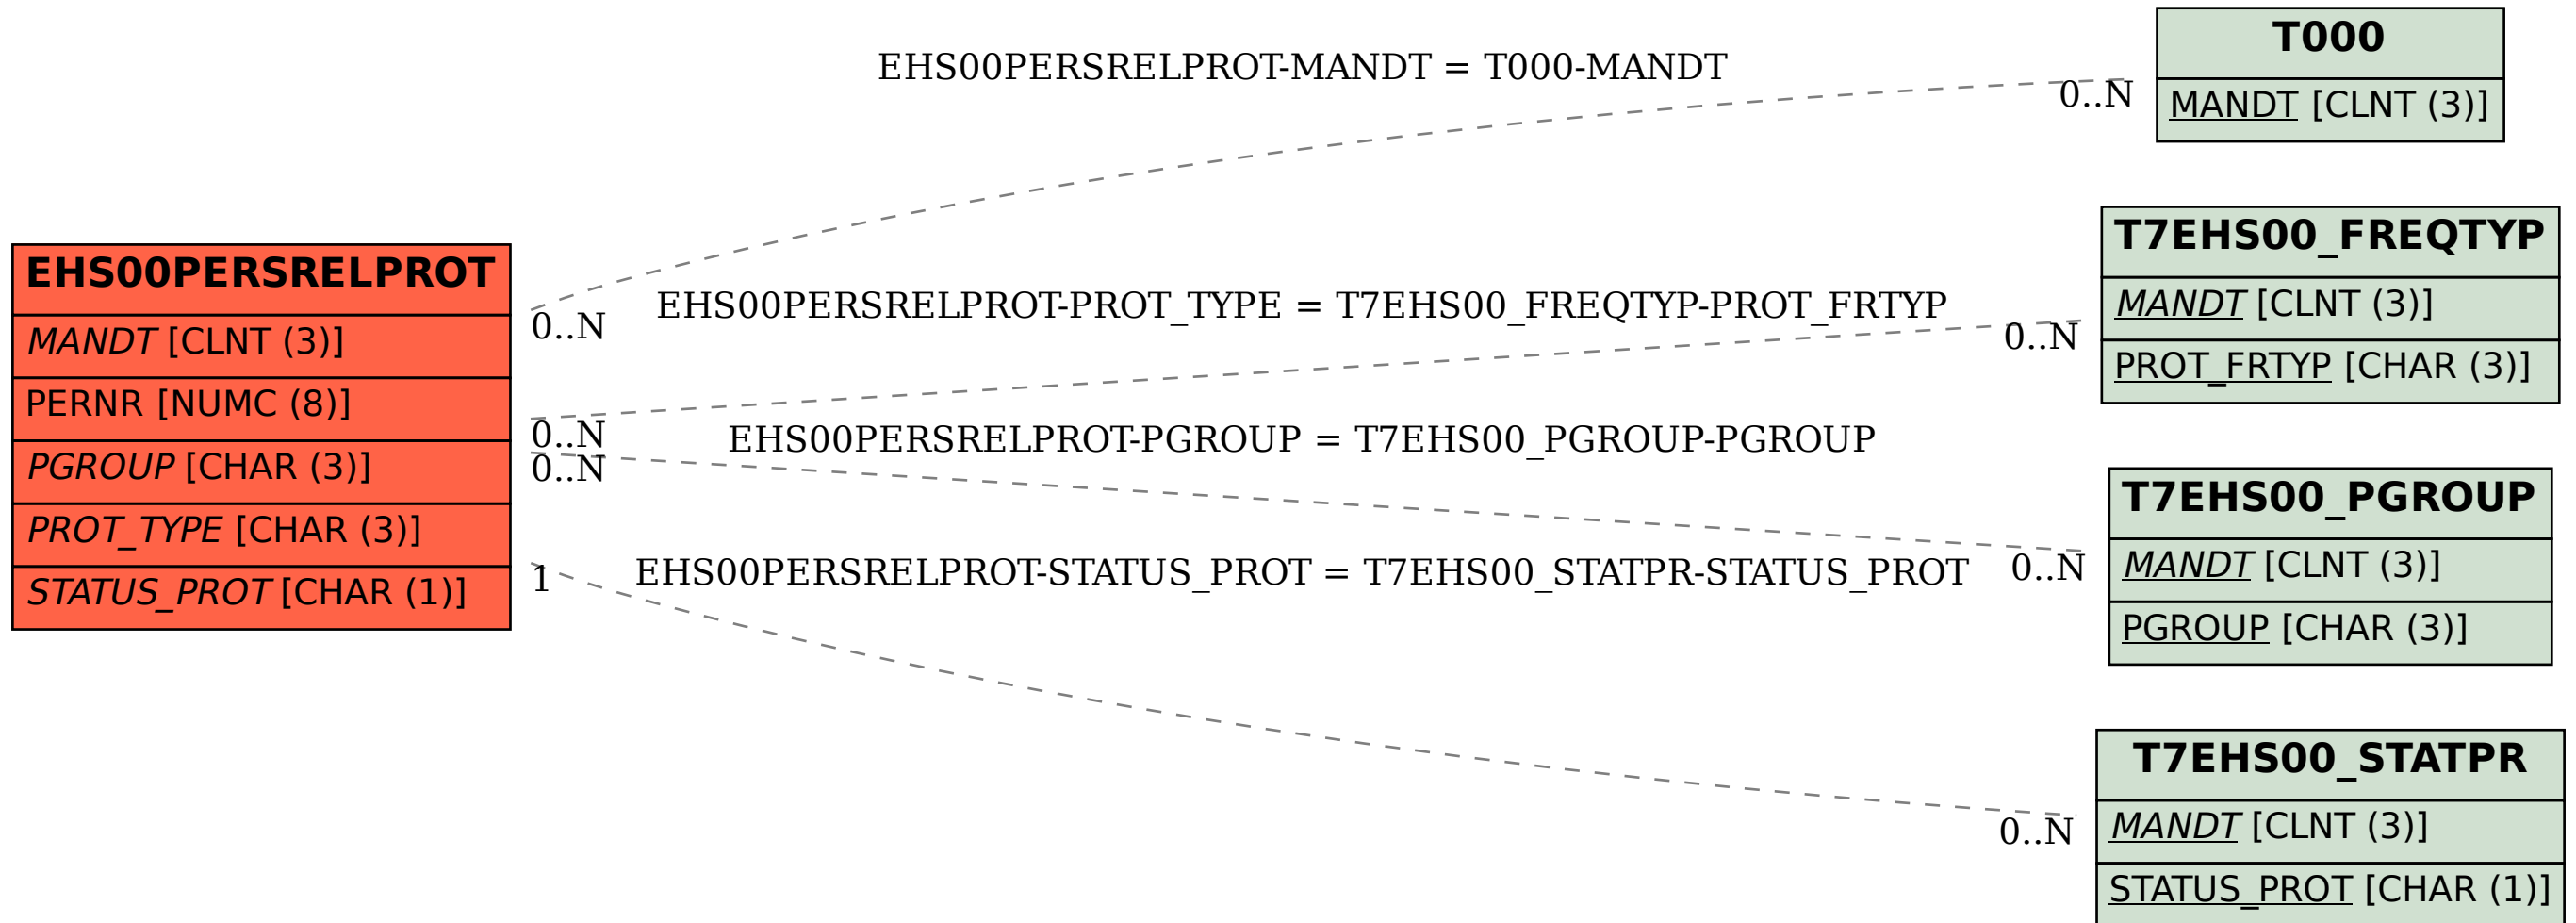 EHS00PERSRELPROT
MANDT [CLNT (3)]
PERNR [NUMC (8)]
PGROUP [CHAR (3)]
PROT_TYPE [CHAR (3)]
STATUS_PROT [CHAR (1)]
EHS00PERSRELPROT-MANDT = T000-MANDT
0..N
0..N
EHS00PERSRELPROT-PROT_TYPE = T7EHS00_FREQTYP-PROT_FRTYP
0..N
0..N
EHS00PERSRELPROT-PGROUP = T7EHS00_PGROUP-PGROUP
0..N
0..N
EHS00PERSRELPROT-STATUS_PROT = T7EHS00_STATPR-STATUS_PROT
1
0..N
T000
MANDT [CLNT (3)]
T7EHS00_FREQTYP
MANDT [CLNT (3)]
PROT_FRTYP [CHAR (3)]
T7EHS00_PGROUP
MANDT [CLNT (3)]
PGROUP [CHAR (3)]
T7EHS00_STATPR
MANDT [CLNT (3)]
STATUS_PROT [CHAR (1)]